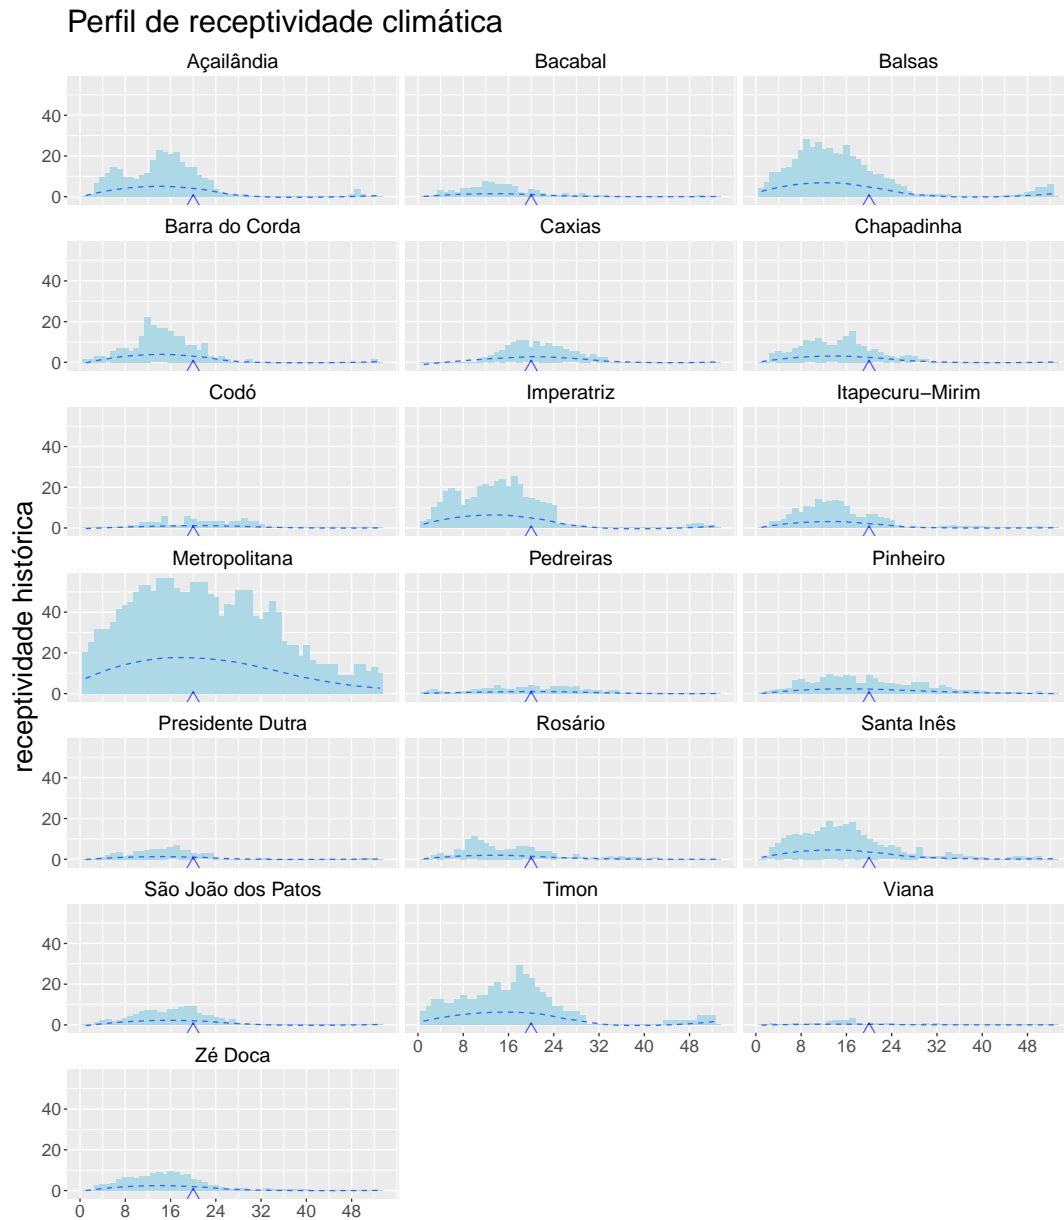 Perfil de receptividade climática
receptividade histórica
Açailândia Bacabal Balsas
40
20
0
Barra do Corda Caxias Chapadinha
40
20
0
Codó Imperatriz Itapecuru−Mirim
40
20
0
Metropolitana Pedreiras Pinheiro
40
20
0
Presidente Dutra Rosário Santa Inês
40
20
0
São João dos Patos Timon Viana
40
20
0
0 8 16 24 32 40 48 0 8 16 24 32 40 48
Zé Doca
40
20
0
0 8 16 24 32 40 48